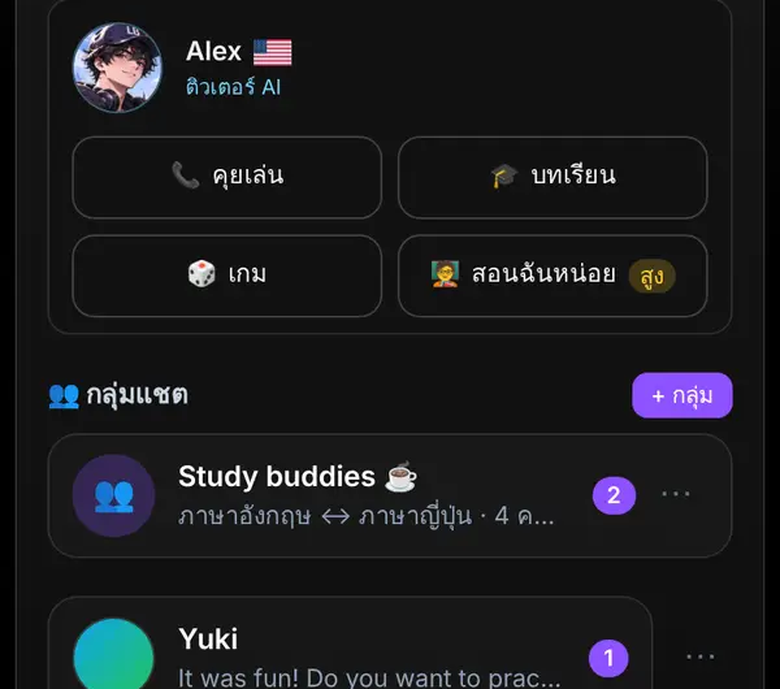 LB
Alex
ติวเตอร์ AI
คุยเล่น
บทเรียน
เกม
สอนฉันหน่อย สูง
กลุ่มแชต
+ กลุ่ม
Study buddies
2
ภาษาอังกฤษ ↔ ภาษาญี่ปุ่น · 4 ค...
Yuki
1
It was fun! Do you want to prac...